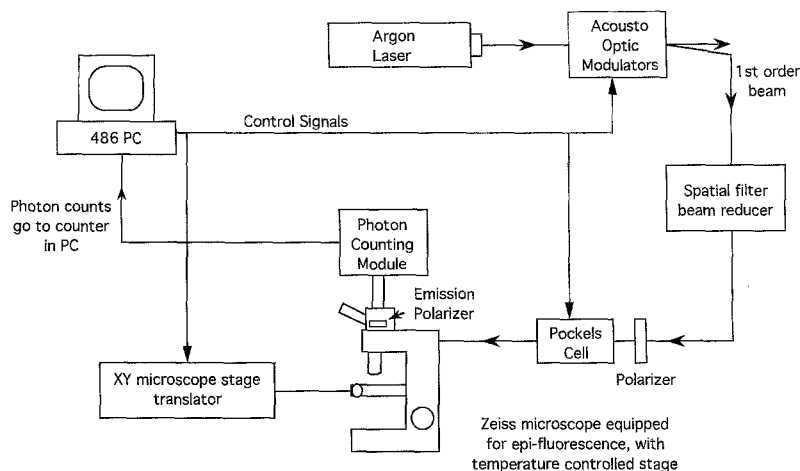 Argon
Laser
Acousto
Optic
Modulators
1st order
beam
486 PC
Control Signals
Spatial filter
beam reducer
Photon counts
go to counter
in PC
Photon
Counting
Module
Emission
Polarizer
Pockels
Cell
Polarizer
XY microscope stage
translator
Zeiss microscope equipped
for epi-fluorescence, with
temperature controlled stage